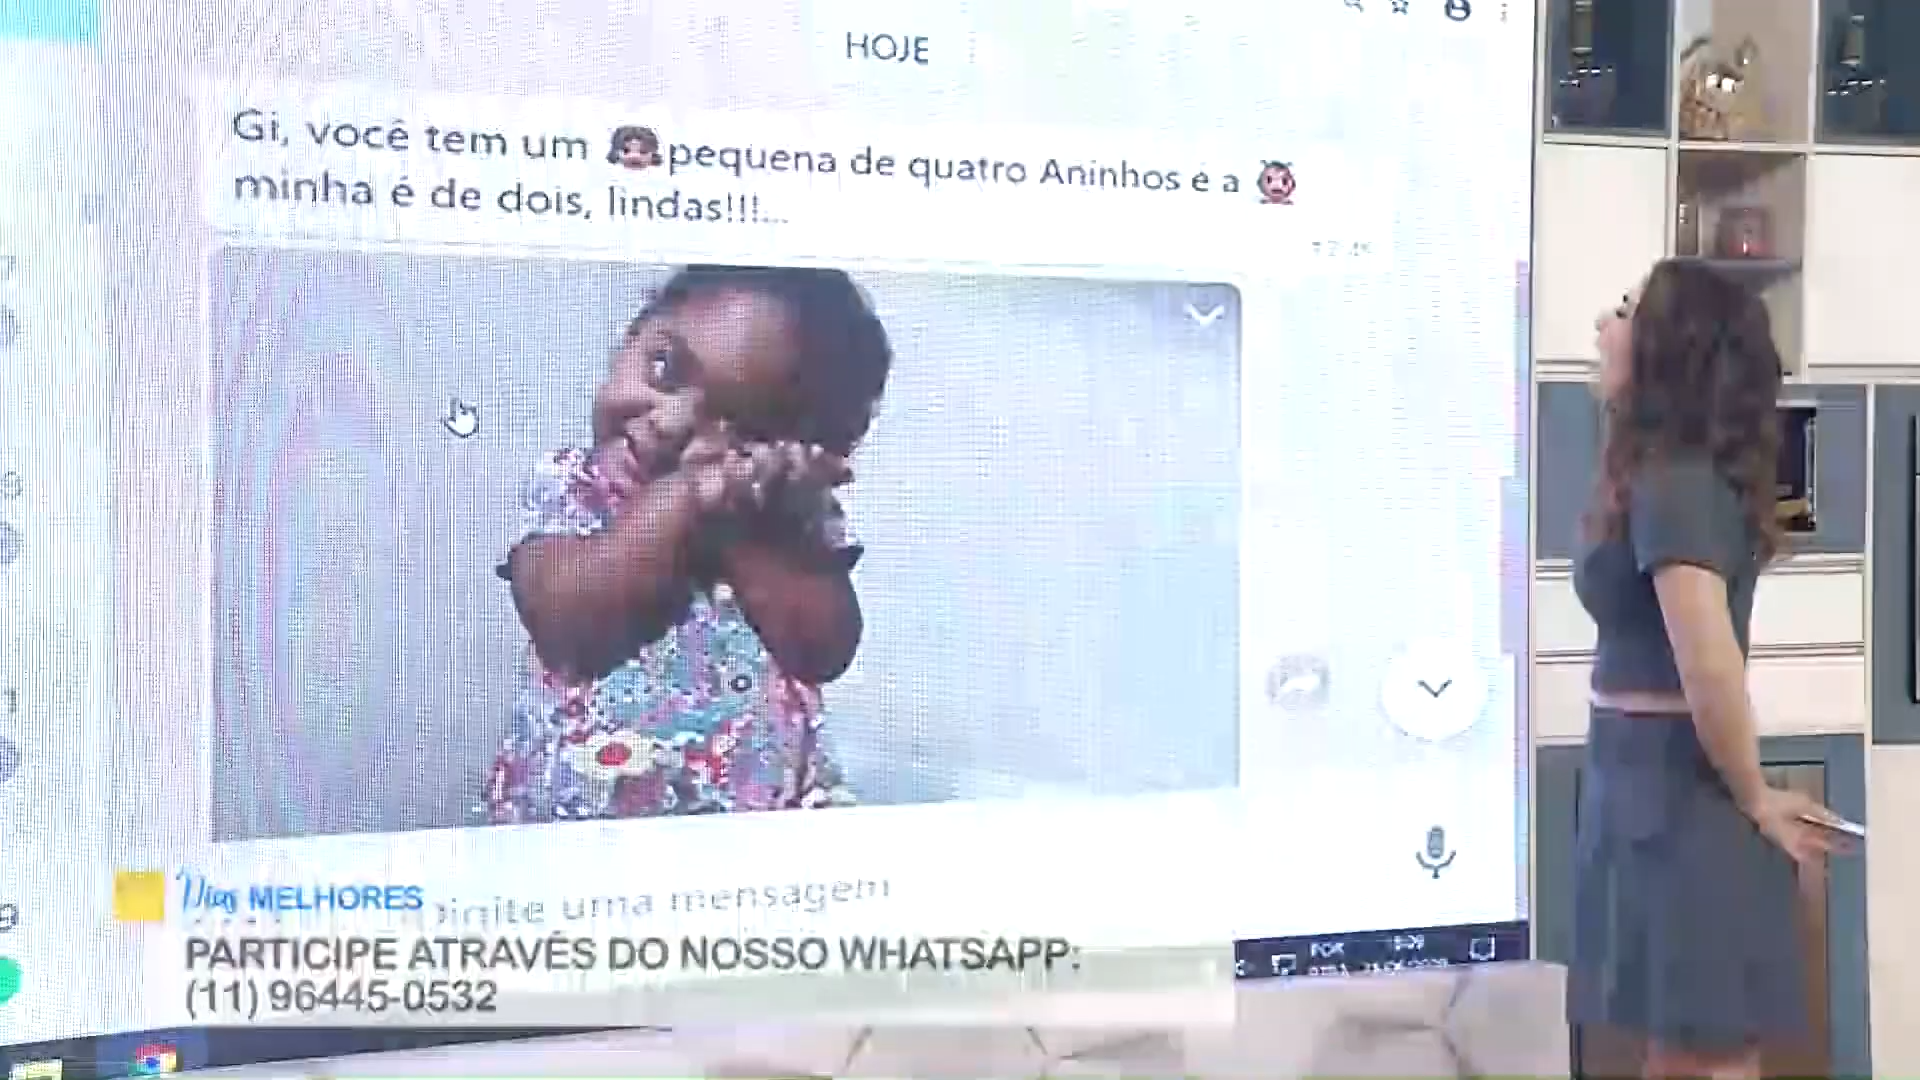 HOJE
Gi, você tem um pequena de quatro Aninhos é a
minha é de dois, lindas!!!...
Dias MELHORES
uma mensagem
PARTICIPE ATRAVÉS DO NOSSO WHATSAPP:
(11) 96445-0532